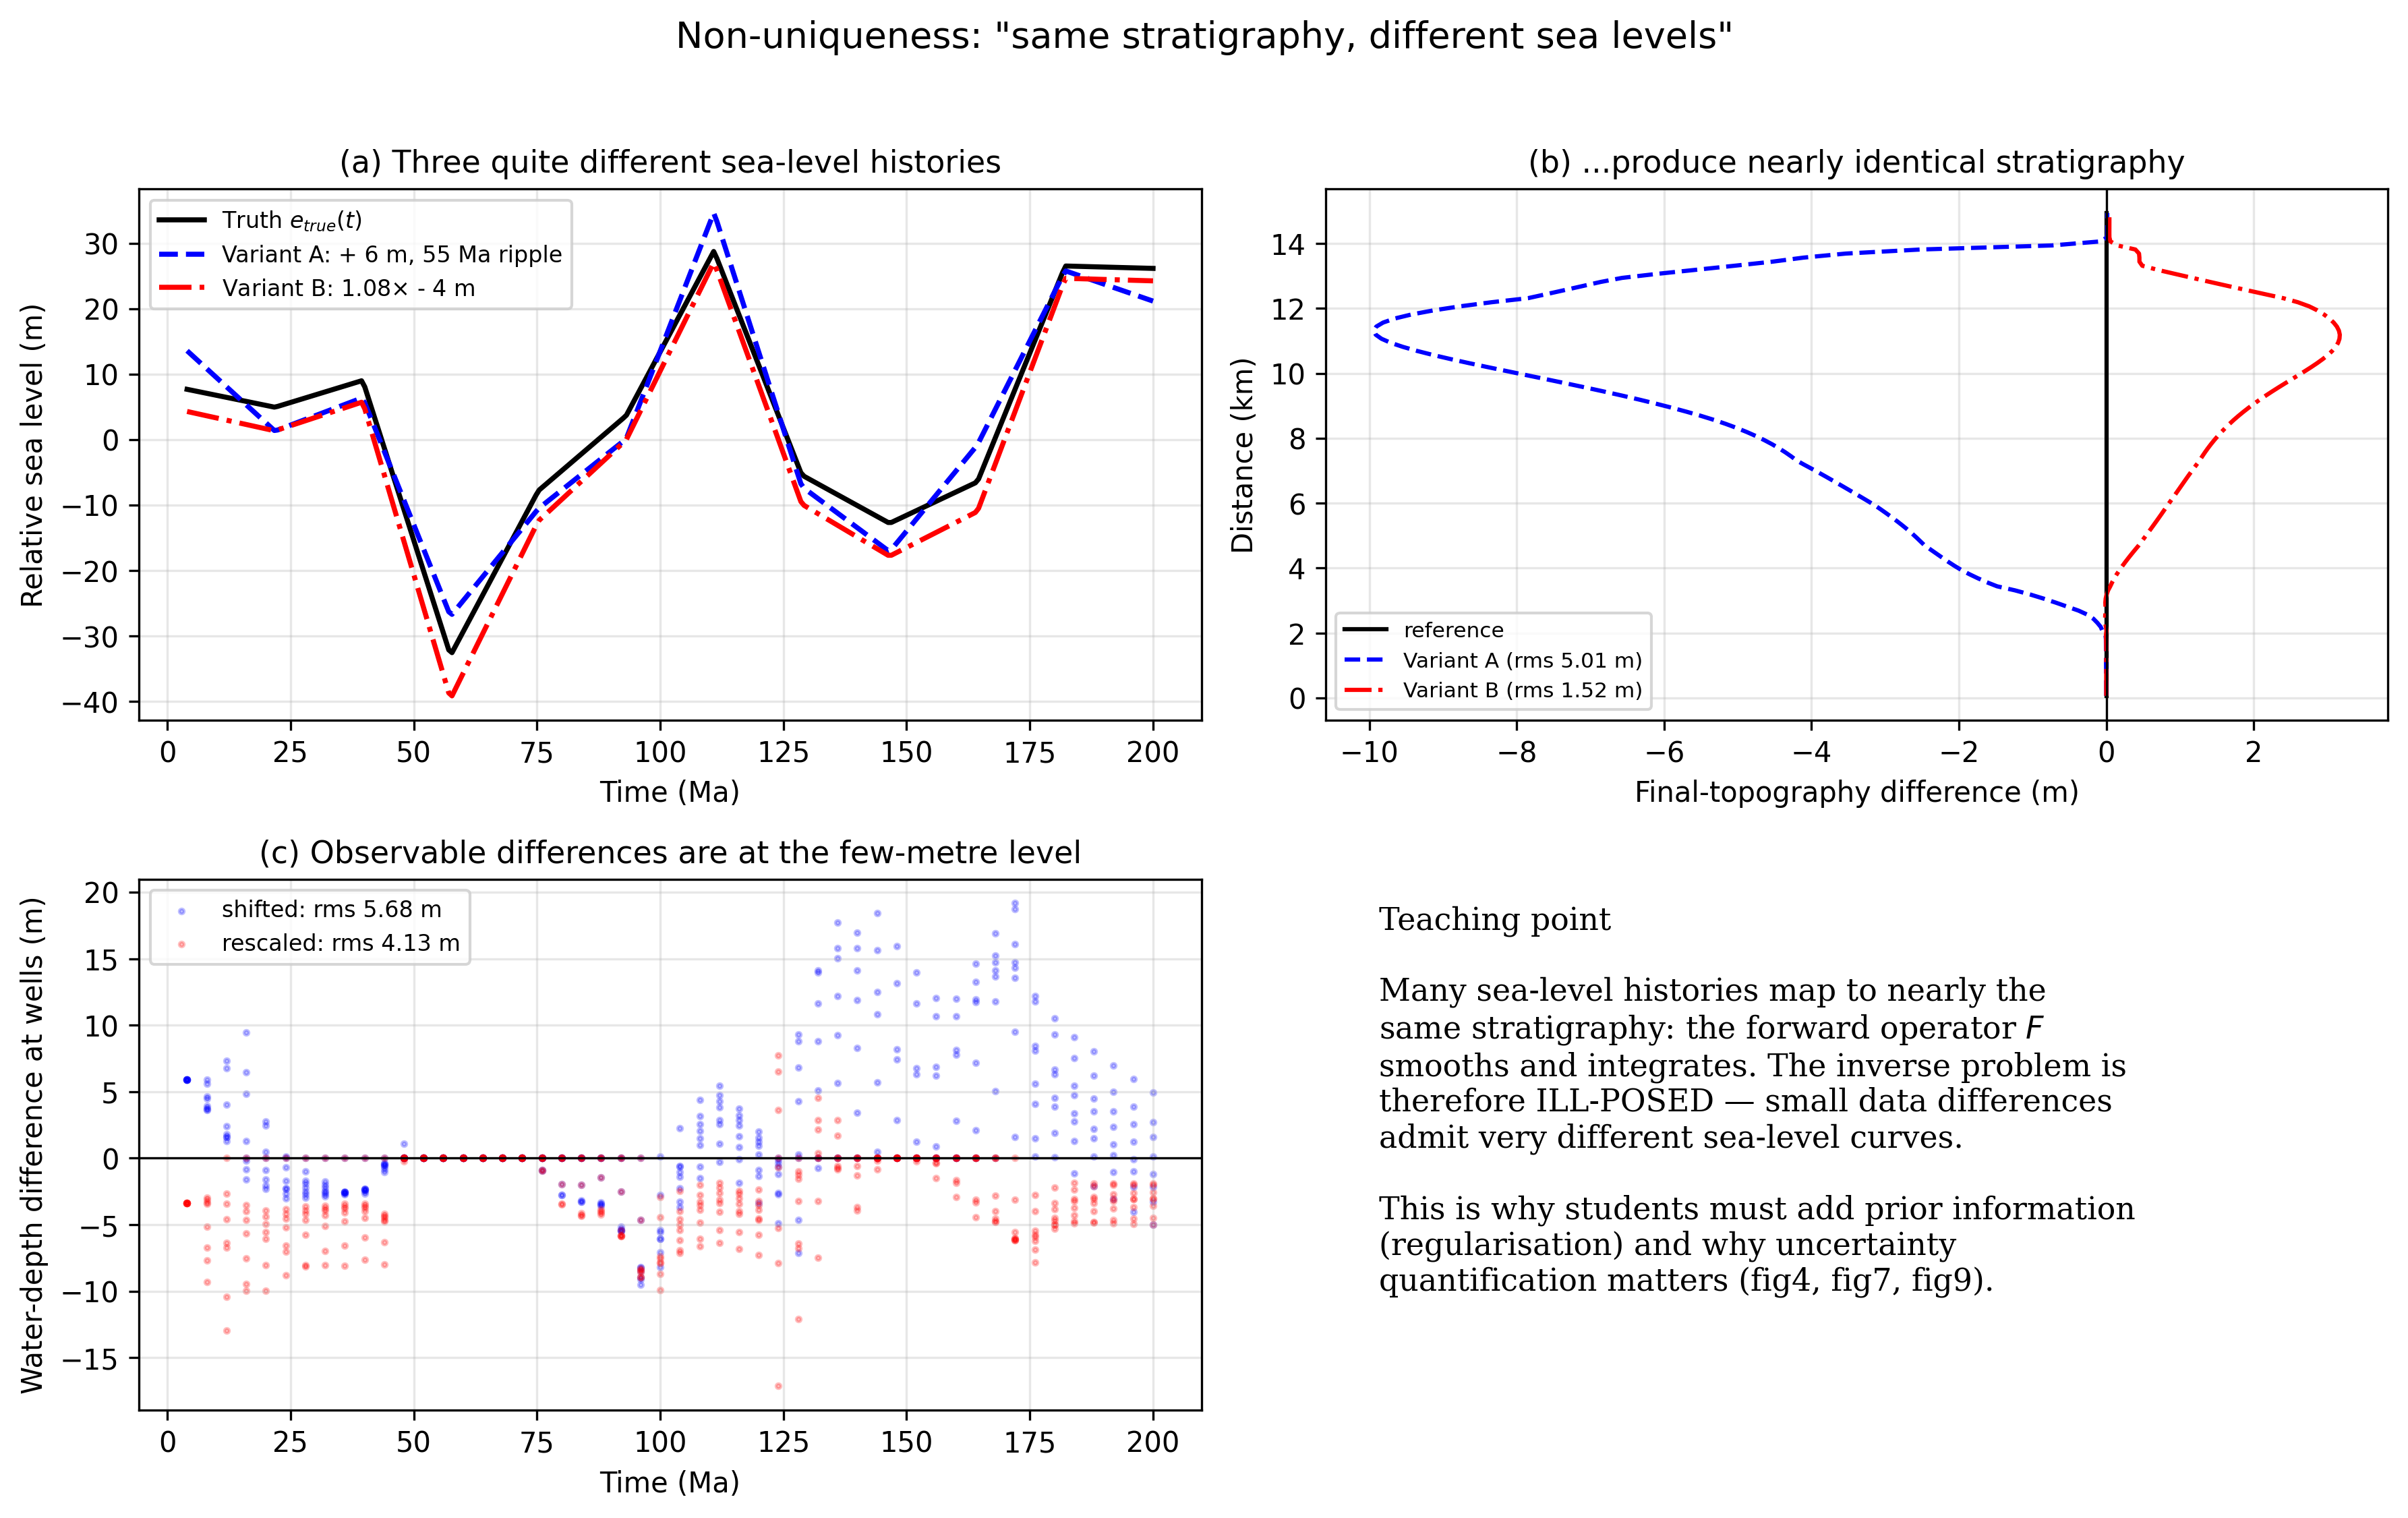 Non-uniqueness: "same stratigraphy, different sea levels"
(a) Three quite different sea-level histories
Truth e_true(t)
Variant A: + 6 m, 55 Ma ripple
Variant B: 1.08× - 4 m
Relative sea level (m)
30
20
10
0
−10
−20
−30
−40
0 25 50 75 100 125 150 175 200
Time (Ma)
(b) ...produce nearly identical stratigraphy
Distance (km)
14
12
10
8
6
4
2
0
reference
Variant A (rms 5.01 m)
Variant B (rms 1.52 m)
−10 −8 −6 −4 −2 0 2
Final-topography difference (m)
(c) Observable differences are at the few-metre level
shifted: rms 5.68 m
rescaled: rms 4.13 m
Water-depth difference at wells (m)
20
15
10
5
0
−5
−10
−15
0 25 50 75 100 125 150 175 200
Time (Ma)
Teaching point
Many sea-level histories map to nearly the
same stratigraphy: the forward operator F
smooths and integrates. The inverse problem is
therefore ILL-POSED — small data differences
admit very different sea-level curves.
This is why students must add prior information
(regularisation) and why uncertainty
quantification matters (fig4, fig7, fig9).